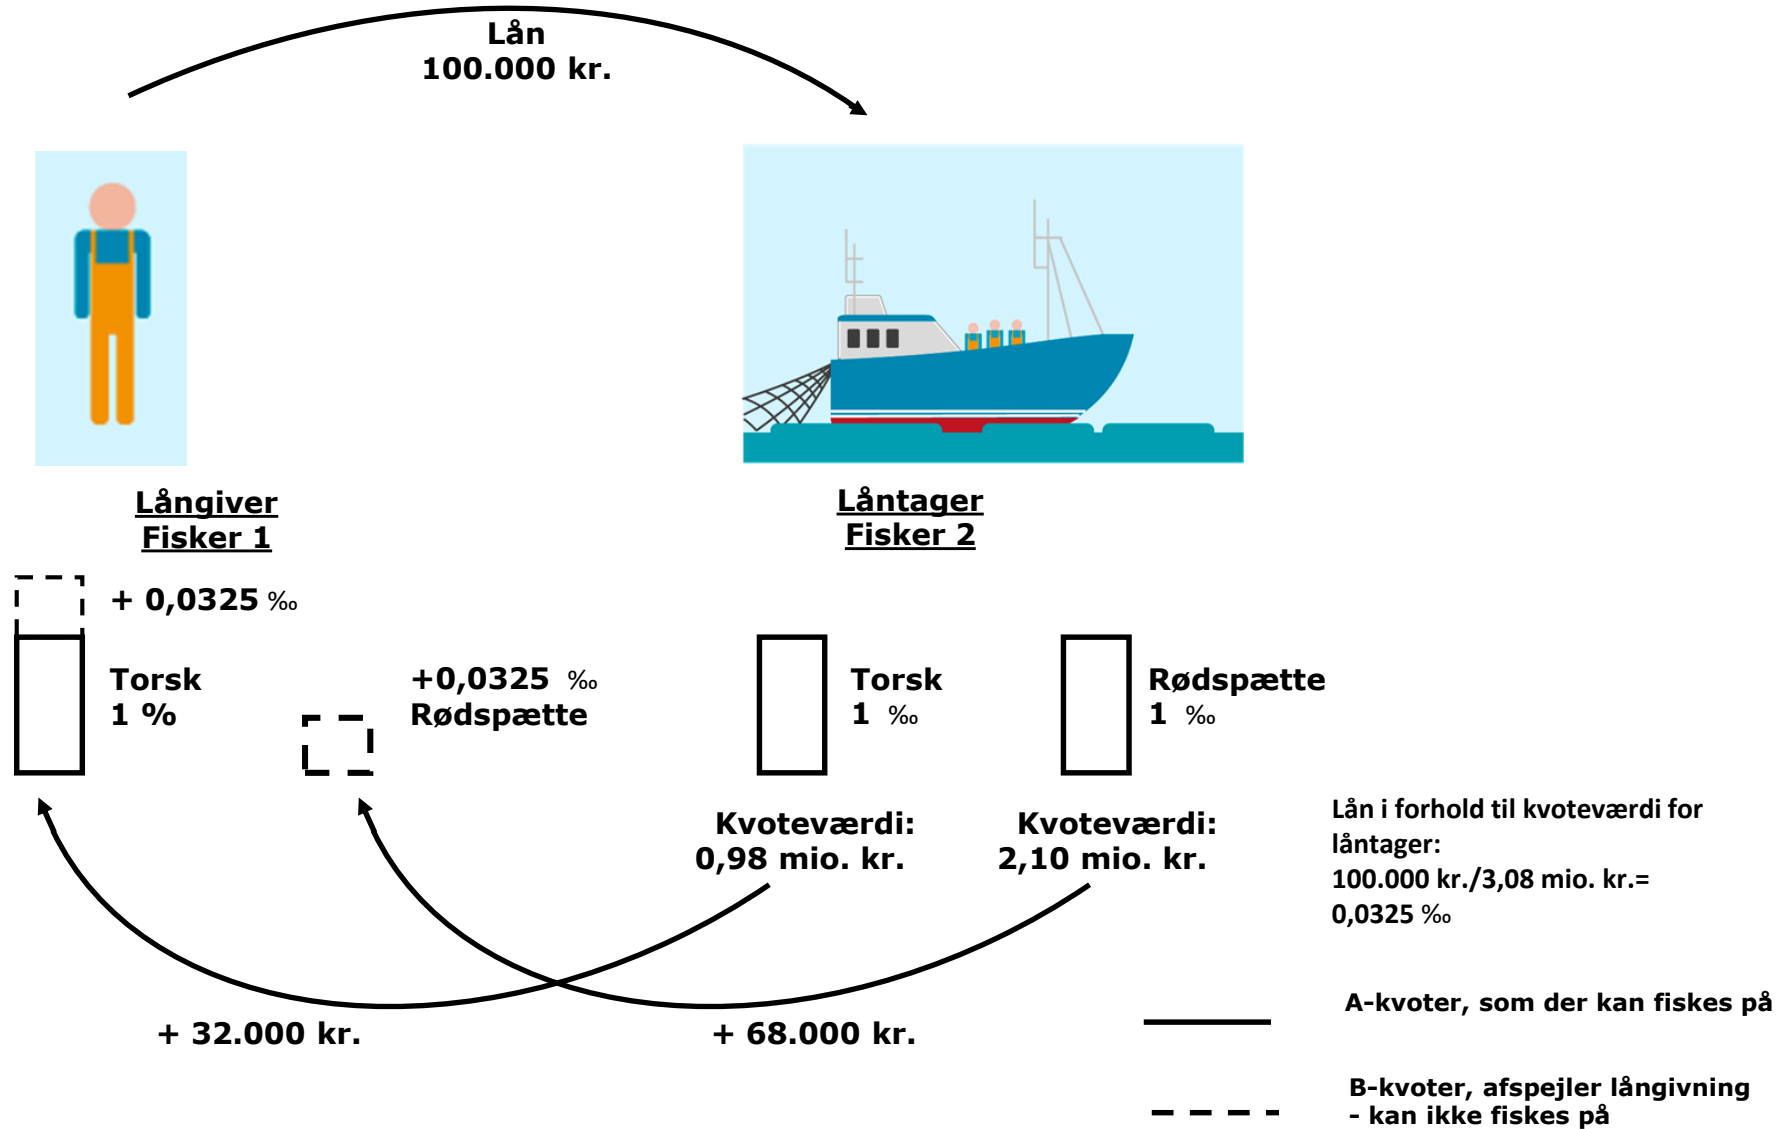 Lån
100.000 kr.
Långiver
Fisker 1
Låntager
Fisker 2
+ 0,0325 ‰
Torsk
1 %
+0,0325 ‰
Rødspætte
Torsk
1 ‰
Rødspætte
1 ‰
Kvoteværdi:
0,98 mio. kr.
Kvoteværdi:
2,10 mio. kr.
Lån i forhold til kvoteværdi for
låntager:
100.000 kr./3,08 mio. kr.=
0,0325 ‰
+ 32.000 kr.
+ 68.000 kr.
A-kvoter, som der kan fiskes på
B-kvoter, afspejler långivning
- kan ikke fiskes på